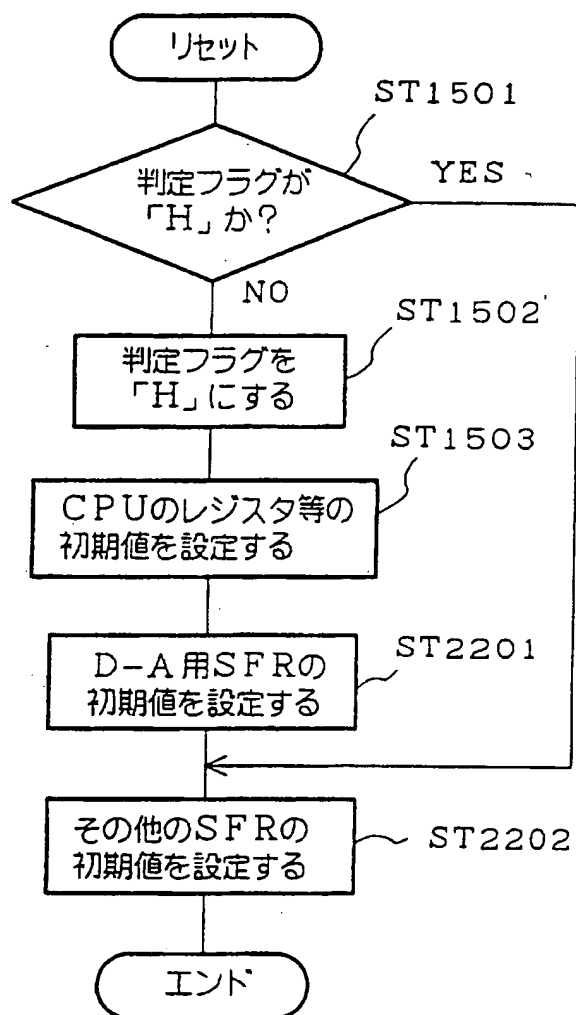 リセット
ST1501
判定フラグが
「H」か?
YES
NO
ST1502
判定フラグを
「H」にする
ST1503
CPUのレジスタ等の
初期値を設定する
ST2201
D-A用SFRの
初期値を設定する
その他のSFRの
初期値を設定する
ST2202
エンド